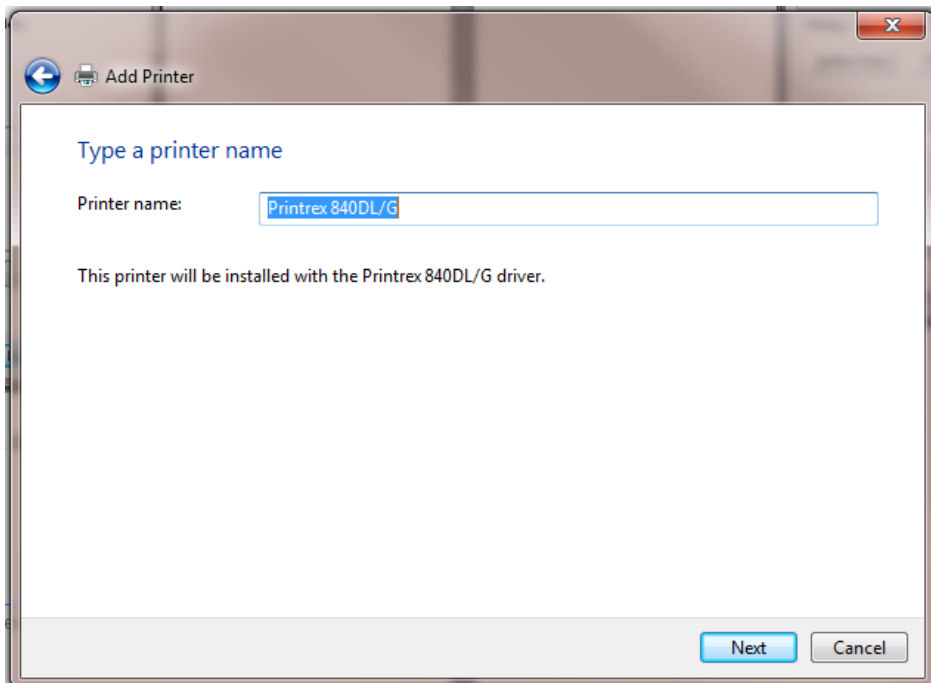 Add Printer
Type a printer name
Printer name:
Printrex 840DL/G
This printer will be installed with the Printrex 840DL/G driver.
Next
Cancel